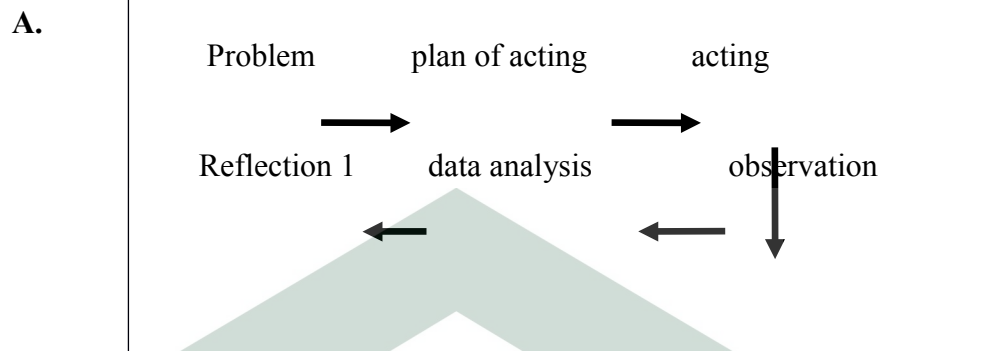 A.
Problem plan of acting acting
Reflection 1 data analysis observation